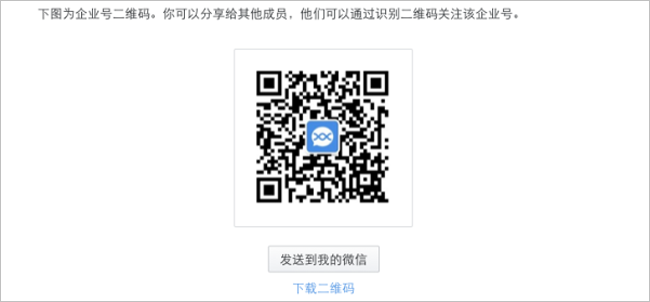 下图为企业号二维码。你可以分享给其他成员，他们可以通过识别二维码关注该企业号。
发送到我的微信
下载二维码